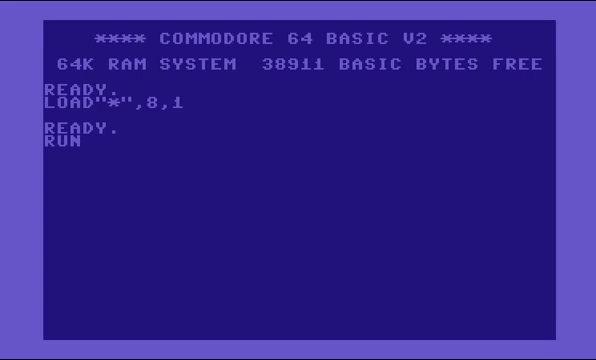 **** COMMODORE 64 BASIC V2 ****
64K RAM SYSTEM  38911 BASIC BYTES FREE
READY.
LOAD"*",8,1
READY.
RUN